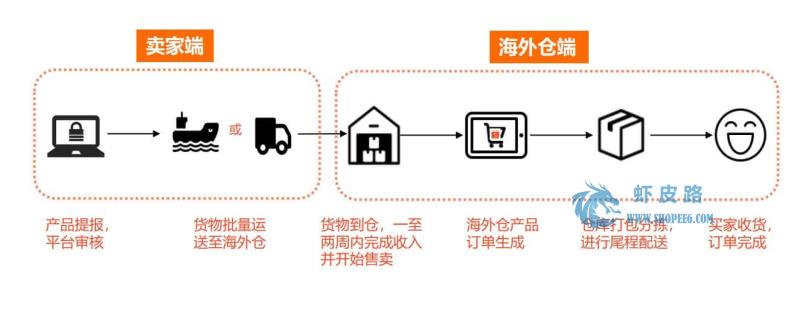 卖家端
海外仓端
或
虾皮路
WWW.SHOPEE6.COM
产品提报，
平台审核
货物批量运
送至海外仓
货物到仓，一至
两周内完成收入
并开始售卖
海外仓产品
订单生成
仓库打包分拣，
进行尾程配送
买家收货，
订单完成